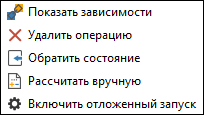 Показать зависимости
Удалить операцию
Обратить состояние
Рассчитать вручную
Включить отложенный запуск